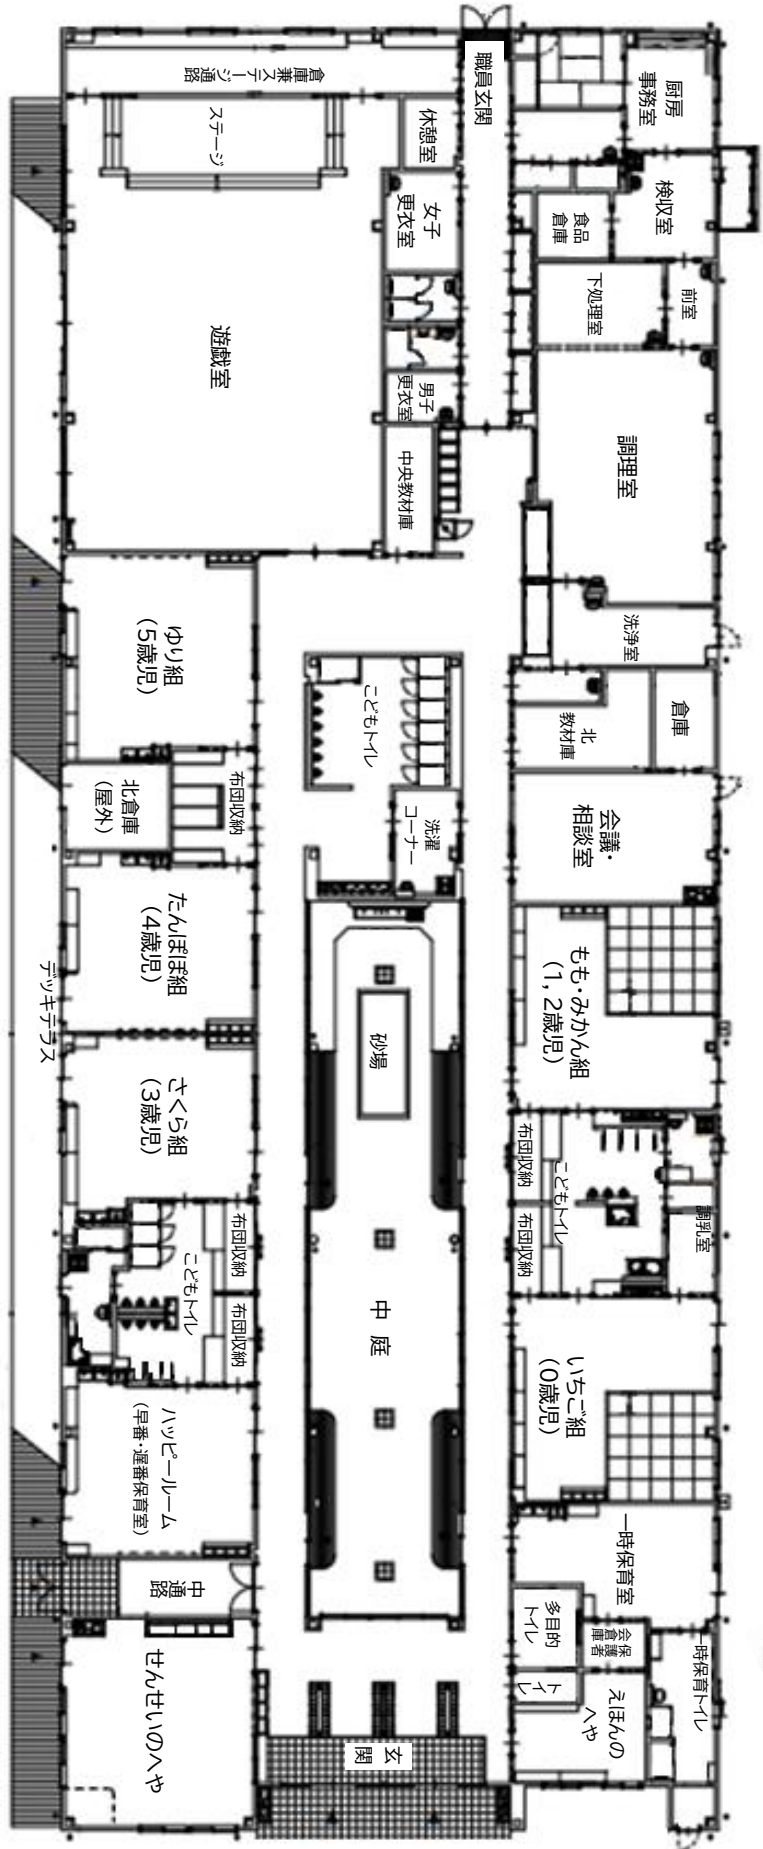 職員玄関
厨房
事務室
倉庫兼ステージ通路
ステージ
休憩室
女子
更衣室
検収室
食品
倉庫
下処理室
前室
遊戯室
男子
更衣室
中央教材庫
調理室
洗浄室
ゆり組
(5歳児)
こどもトイレ
北
教材庫
倉庫
北倉庫
(屋外)
布団収納
洗濯
コーナー
会議・
相談室
たんぽぽ組
(4歳児)
もも・みかん組
(1,2歳児)
デッキテラス
砂場
さくら組
(3歳児)
布団収納
こどもトイレ
布団収納
調乳室
こどもトイレ
布団収納
布団収納
中庭
いちご組
(0歳児)
ハッピールーム
(早番・遅番保育室)
一時保育室
中通路
多目的
トイレ
保護者
会倉庫
一時保育トイレ
トイレ
えほんの
へや
せんせいのへや
玄関